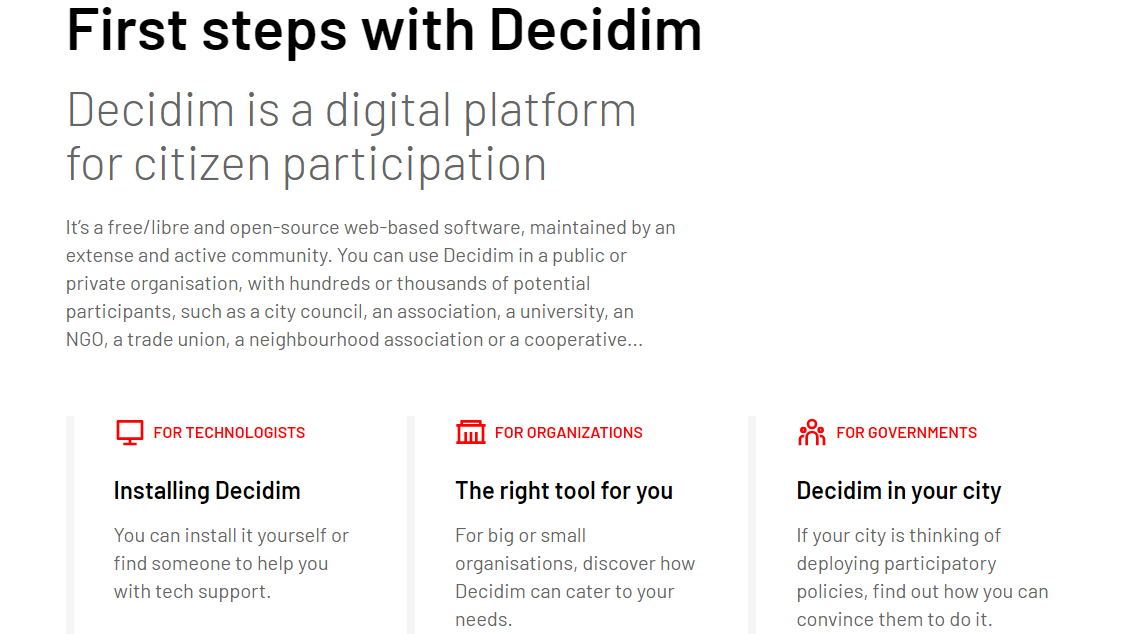 First steps with Decidim
Decidim is a digital platform
for citizen participation
It's a free/libre and open-source web-based software, maintained by an
extense and active community. You can use Decidim in a public or
private organisation, with hundreds or thousands of potential
participants, such as a city council, an association, a university, an
NGO, a trade union, a neighbourhood association or a cooperative...
FOR TECHNOLOGISTS
Installing Decidim
You can install it yourself or
find someone to help you
with tech support.
FOR ORGANIZATIONS
The right tool for you
For big or small
organisations, discover how
Decidim can cater to your
needs.
FOR GOVERNMENTS
Decidim in your city
If your city is thinking of
deploying participatory
policies, find out how you can
convince them to do it.